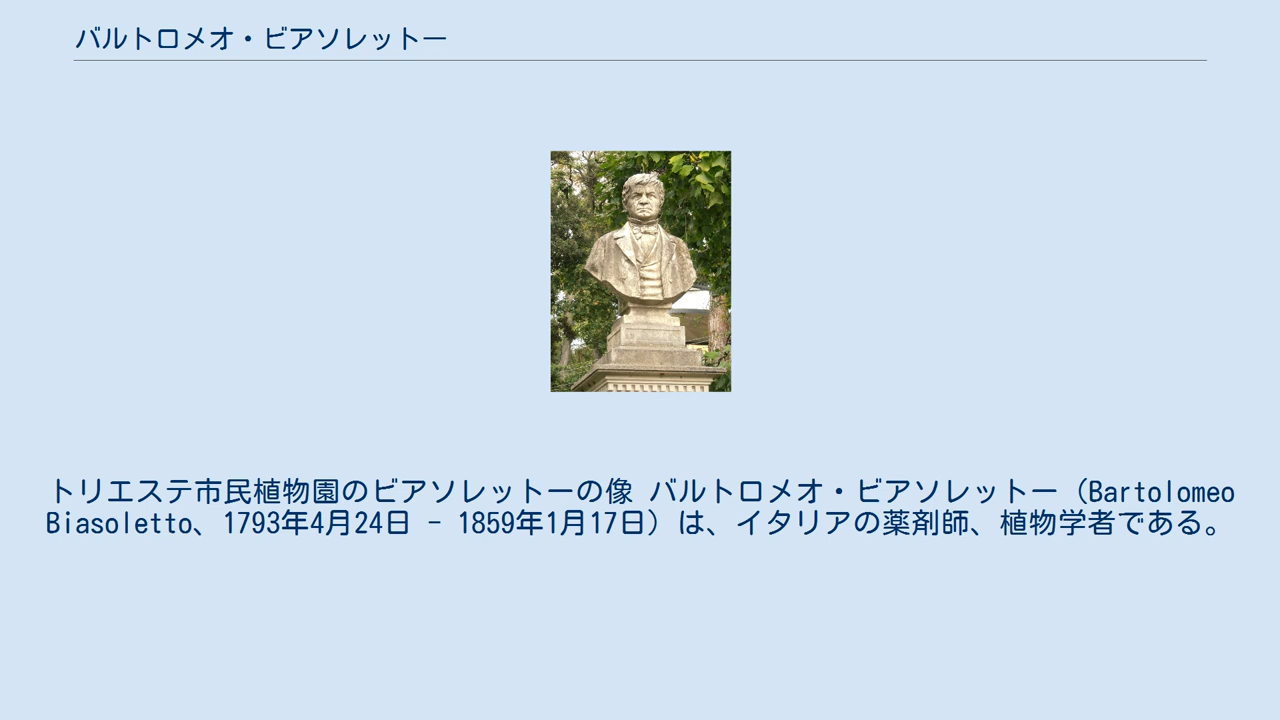 バルトロメオ・ビアソレットー
トリエステ市民植物園のビアソレットーの像 バルトロメオ・ビアソレットー（Bartolomeo
Biasoletto、1793年4月24日 - 1859年1月17日）は、イタリアの薬剤師、植物学者である。